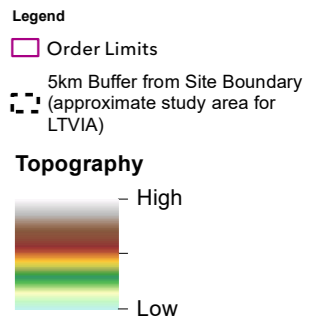 Legend
Order Limits
5km Buffer from Site Boundary
(approximate study area for
LTVIA)
Topography
High
Low